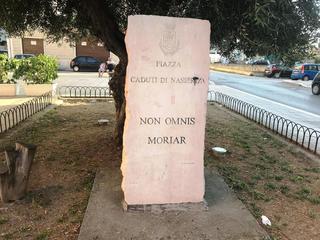 PIAZZA
CADUTI DI NASSIRIYA
NON OMNIS
MORIAR